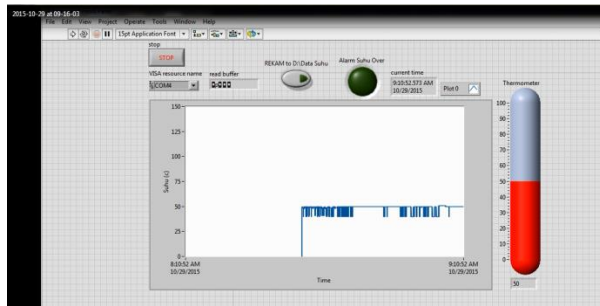 2015-10-29 at 09-16-03
File Edit View Project Operate Tools Window Help
15pt Application Font
stop
STOP
VISA resource name
COM4
read buffer
REKAM to D:\Data Suhu
Alarm Suhu Over
current time
9:10:52.573 AM
10/29/2015
Plot 0
Thermometer
150
125
100
75
50
25
0
Suhu (c)
8:10:52 AM
10/29/2015
9:10:52 AM
10/29/2015
Time
100
90
80
70
60
50
40
30
20
10
0
50